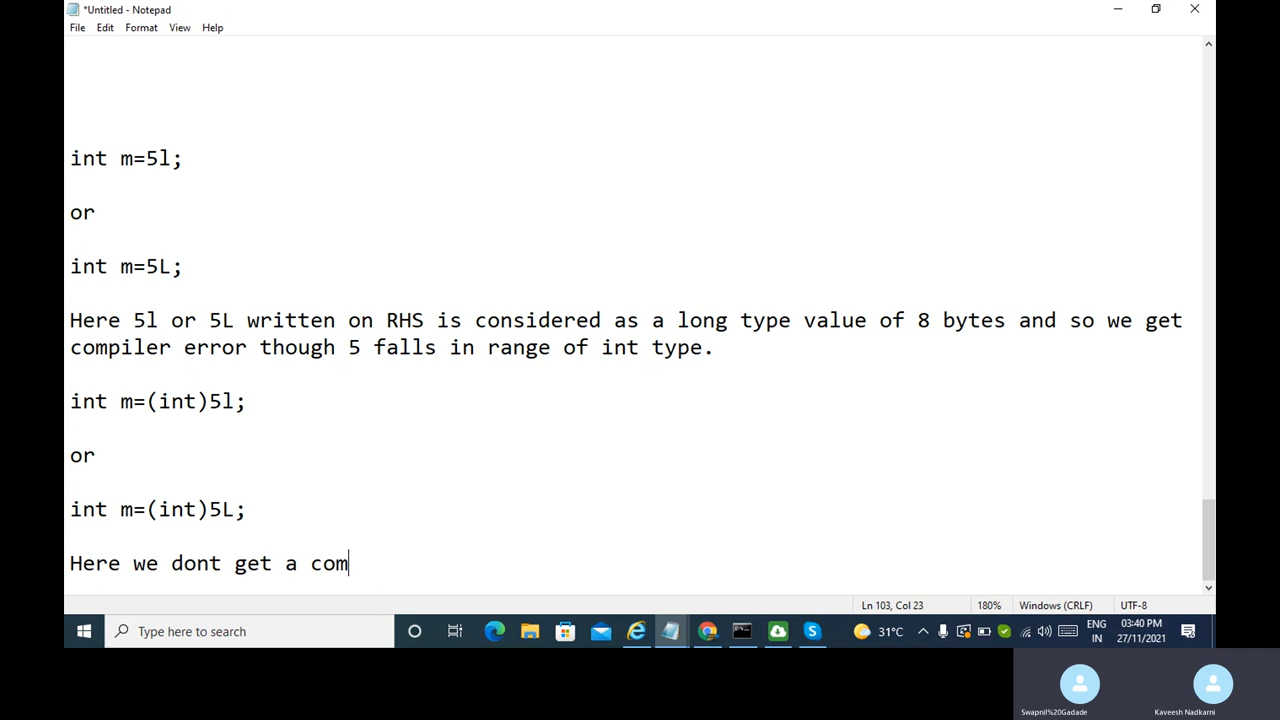 *Untitled - Notepad
File Edit Format View Help
int m=5l;
or
int m=5L;
Here 5l or 5L written on RHS is considered as a long type value of 8 bytes and so we get
compiler error though 5 falls in range of int type.
int m=(int)5l;
or
int m=(int)5L;
Here we dont get a com
Ln 103, Col 23 180% Windows (CRLF) UTF-8
Type here to search 31°C ENG IN 03:40 PM 27/11/2021
Swapnil%20Gadade Kaveesh Nadkarni